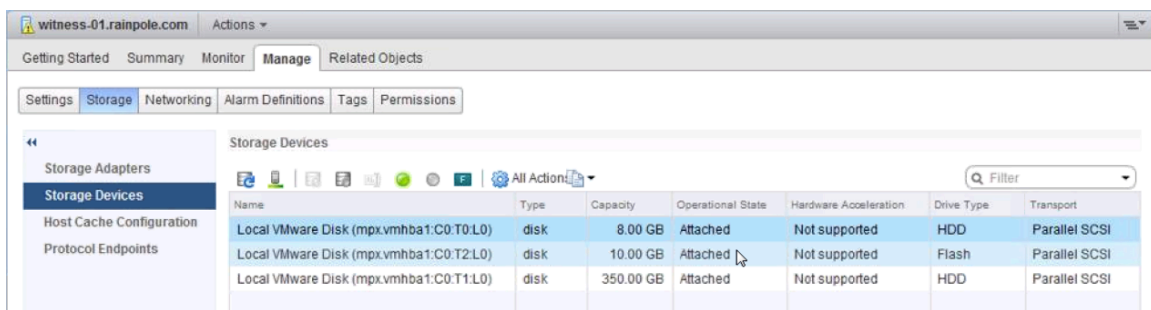 witness-01.rainpole.com Actions
Getting Started Summary Monitor Manage Related Objects
Settings Storage Networking Alarm Definitions Tags Permissions
Storage Adapters
Storage Devices
Host Cache Configuration
Protocol Endpoints
Storage Devices
F All Actions Filter
Name Type Capacity Operational State Hardware Acceleration Drive Type Transport
Local VMware Disk (mpx.vmhba1:C0:T0:L0) disk 8.00 GB Attached Not supported HDD Parallel SCSI
Local VMware Disk (mpx.vmhba1:C0:T2:L0) disk 10.00 GB Attached Not supported Flash Parallel SCSI
Local VMware Disk (mpx.vmhba1:C0:T1:L0) disk 350.00 GB Attached Not supported HDD Parallel SCSI